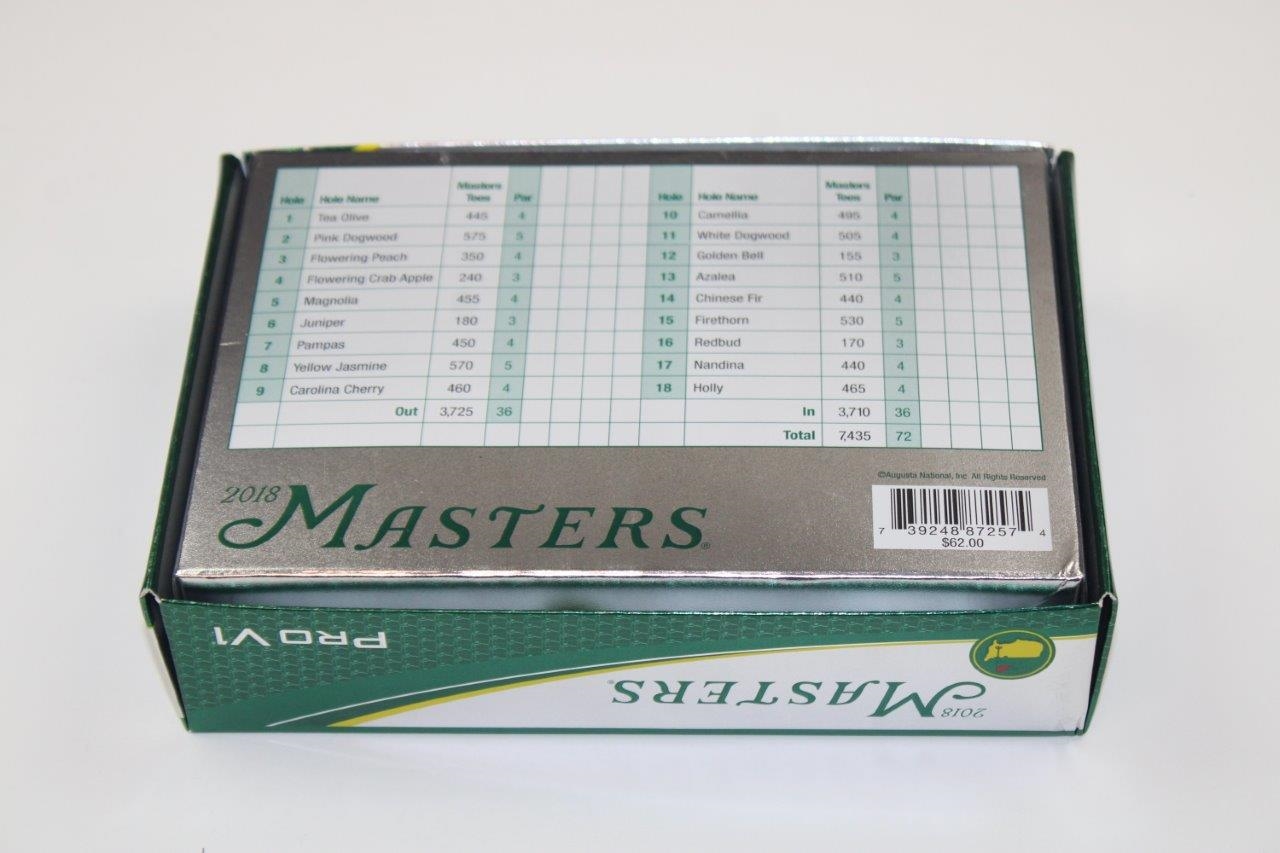 Hole Hole Name Masters Tees Par Hole Hole Name Masters Tees Par
1 Tea Olive 445 4 10 Camellia 495 4
2 Pink Dogwood 575 5 11 White Dogwood 505 4
3 Flowering Peach 350 4 12 Golden Bell 155 3
4 Flowering Crab Apple 240 3 13 Azalea 510 5
5 Magnolia 455 4 14 Chinese Fir 440 4
6 Juniper 180 3 15 Firethorn 530 5
7 Pampas 450 4 16 Redbud 170 3
8 Yellow Jasmine 570 5 17 Nandina 440 4
9 Carolina Cherry 460 4 18 Holly 465 4
Out 3,725 36 In 3,710 36
Total 7,435 72
©Augusta National, Inc. All Rights Reserved
2018 MASTERS®
7 39248 87257 4
$62.00
PRO V1
2018 MASTERS®